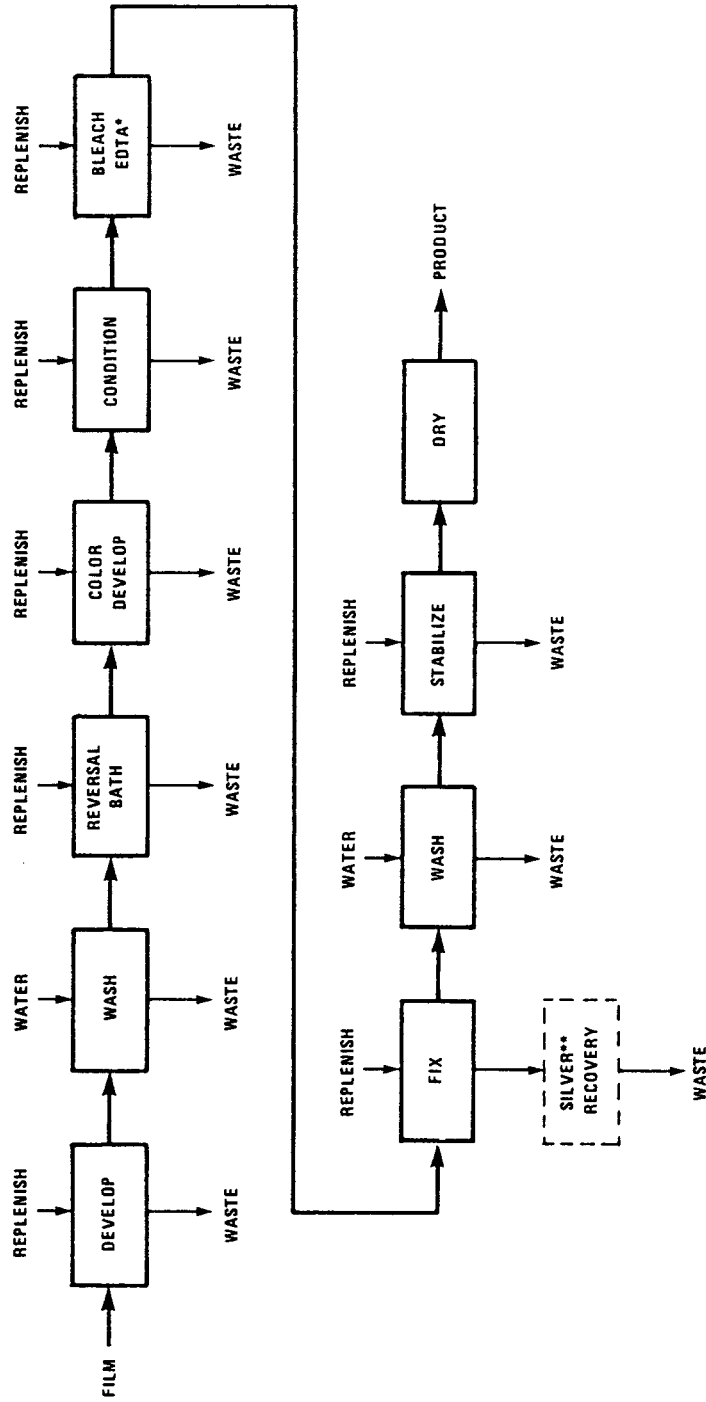 FILM
REPLENISH
DEVELOP
WASTE
WATER
WASH
WASTE
REPLENISH
REVERSAL
BATH
WASTE
REPLENISH
COLOR
DEVELOP
WASTE
REPLENISH
CONDITION
WASTE
REPLENISH
BLEACH
EDTA*
WASTE
REPLENISH
FIX
SILVER**
RECOVERY
WASTE
WATER
WASH
WASTE
REPLENISH
STABILIZE
WASTE
DRY
PRODUCT